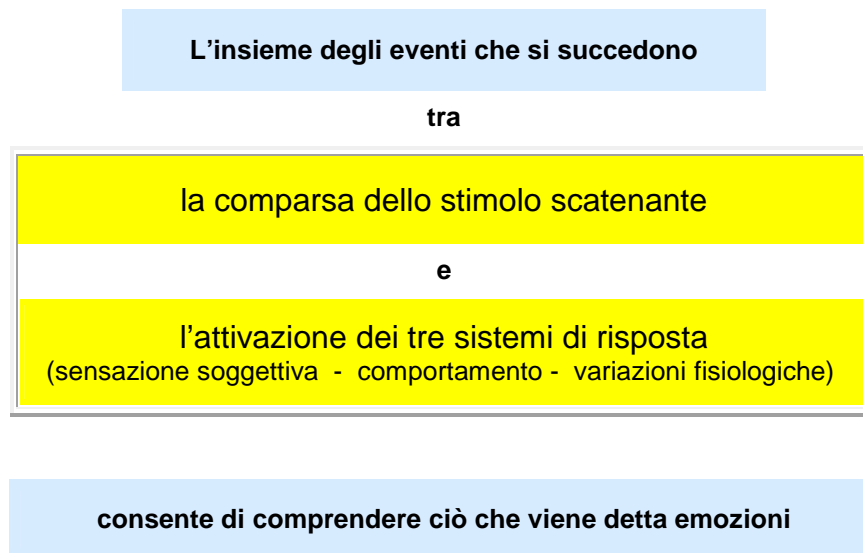 L’insieme degli eventi che si succedono
tra
la comparsa dello stimolo scatenante
e
l’attivazione dei tre sistemi di risposta
(sensazione soggettiva - comportamento - variazioni fisiologiche)
consente di comprendere ciò che viene detta emozioni